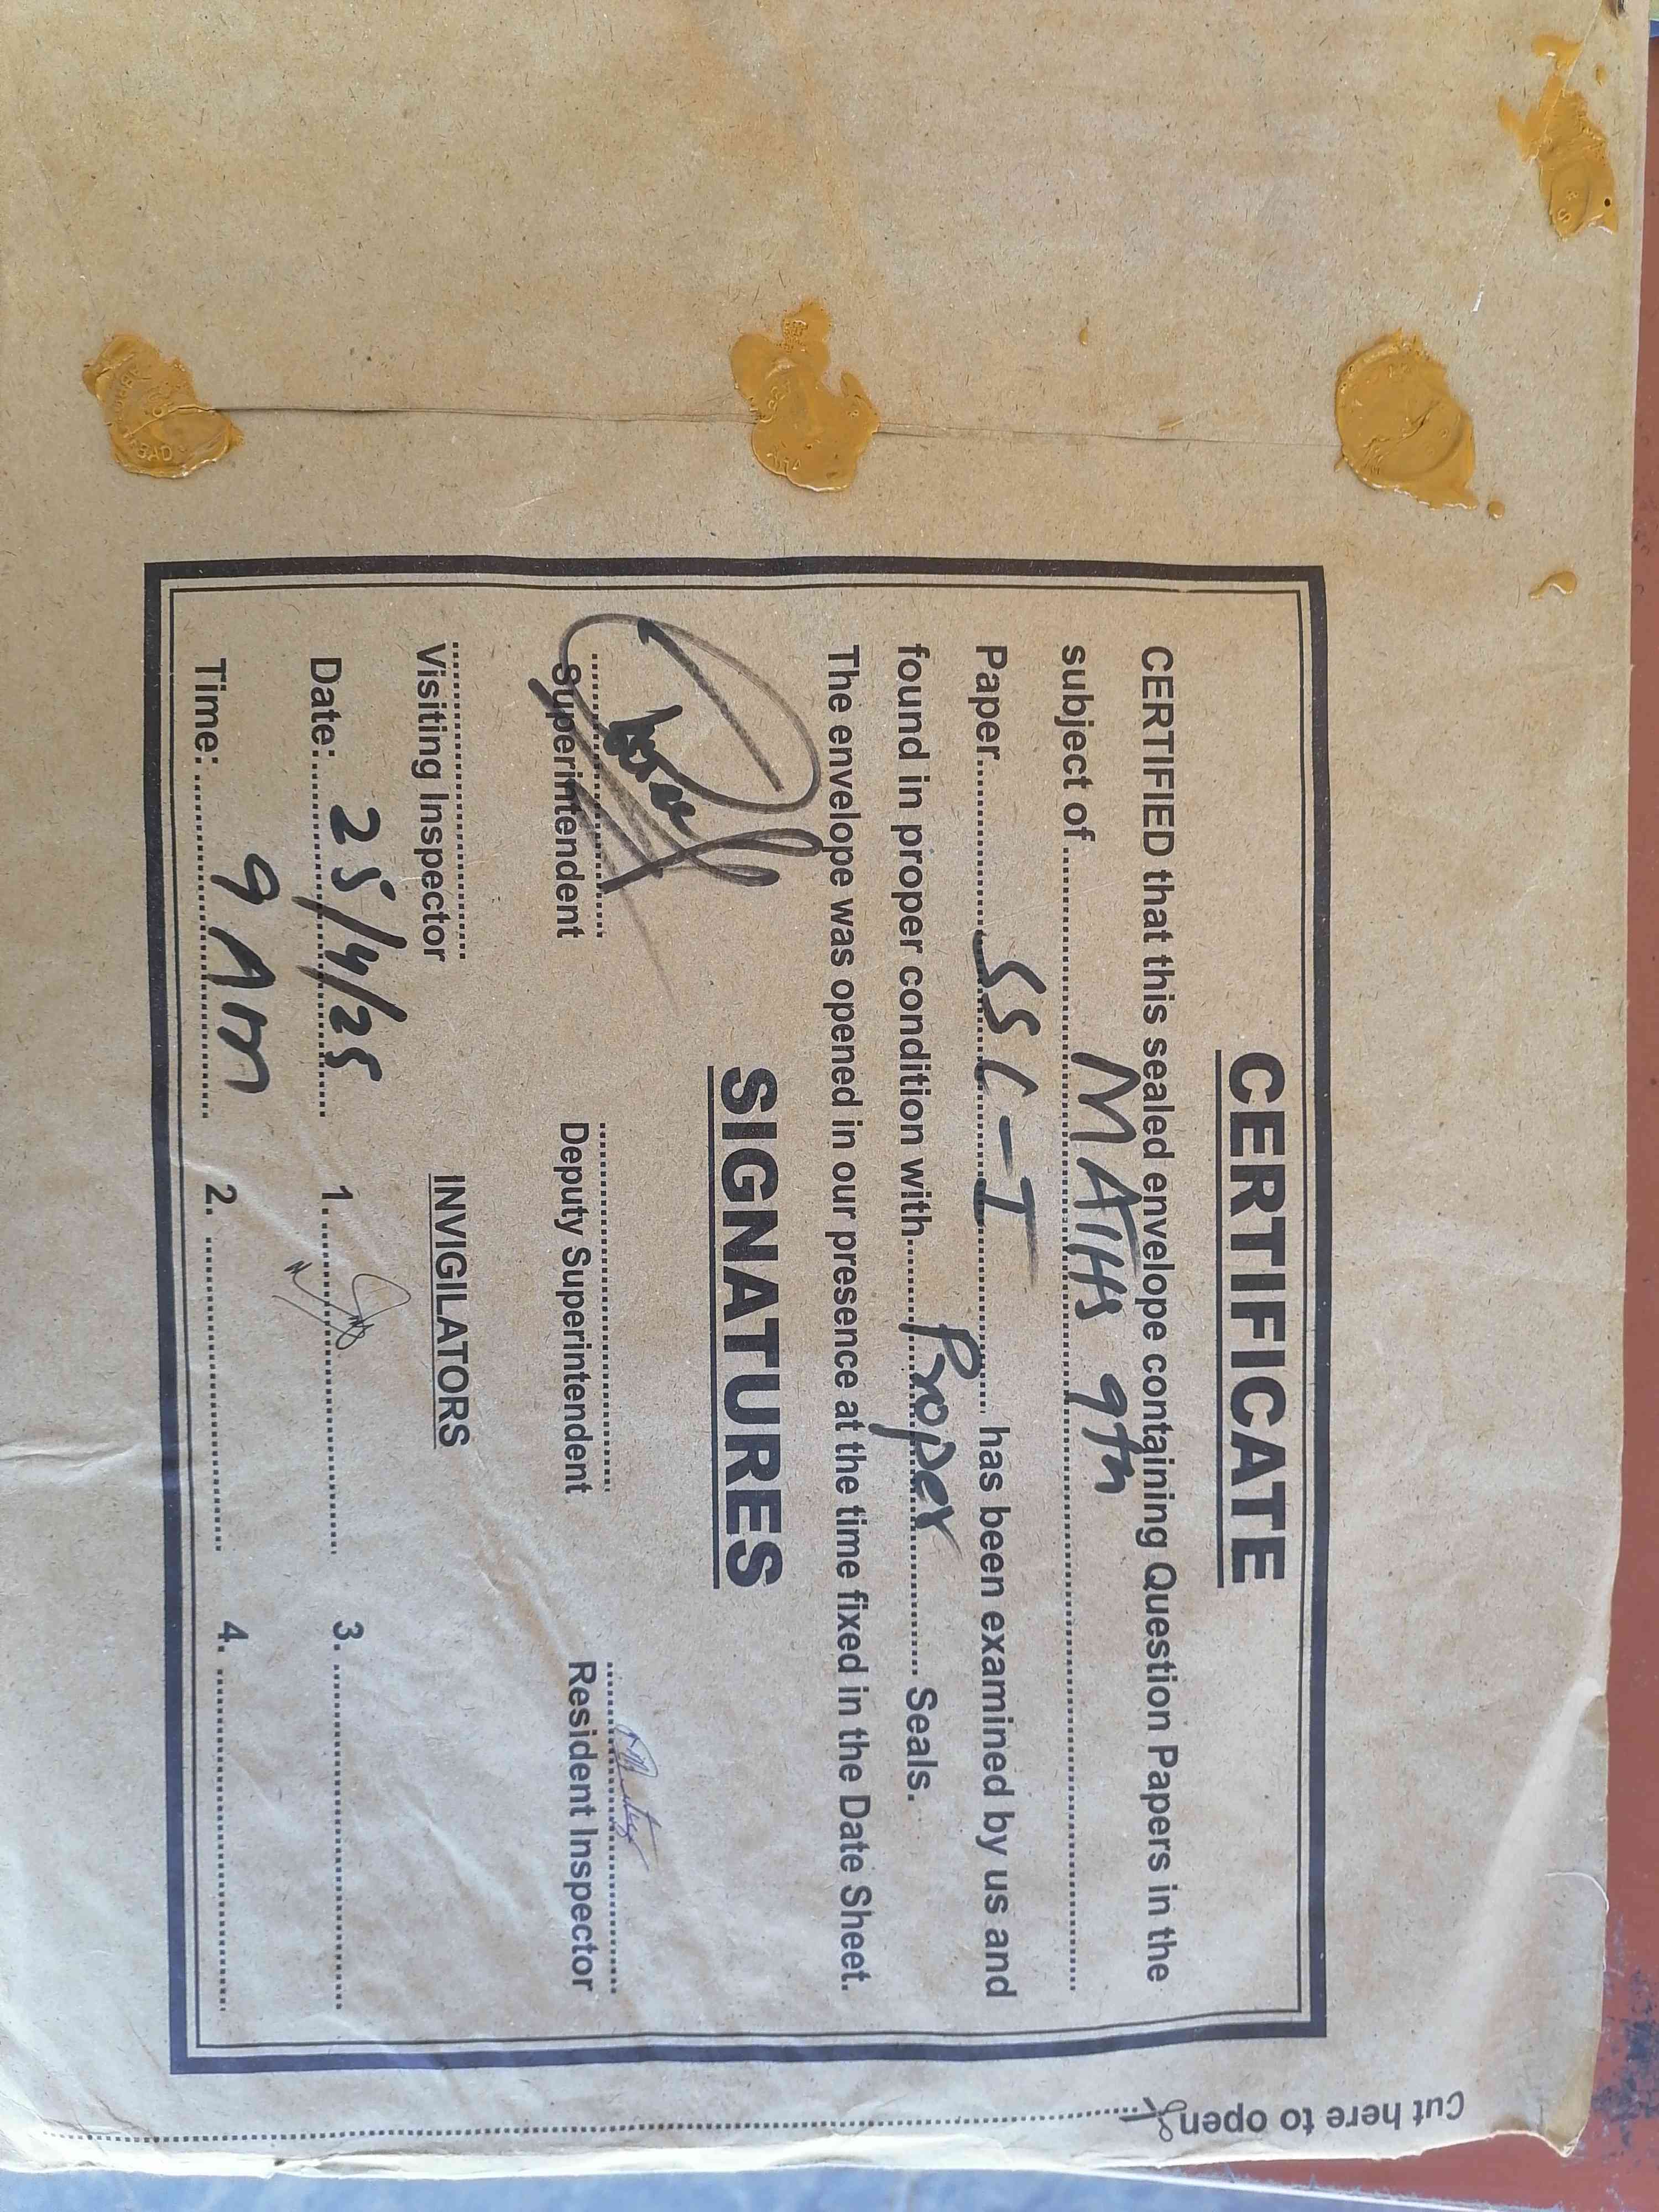 CERTIFICATE
CERTIFIED that this sealed envelope containing Question Papers in the
subject of .......... MATHS 9th ..........
Paper.......... SSC-I .......... has been examined by us and
found in proper condition with.......... Proper .......... Seals.
The envelope was opened in our presence at the time fixed in the Date Sheet.
SIGNATURES
Superintendent Deputy Superintendent Resident Inspector
Visiting Inspector INVIGILATORS
Date: 25/4/25 1. .......... 3. ..........
Time: 9 Am 2. .......... 4. ..........
Cut here to open